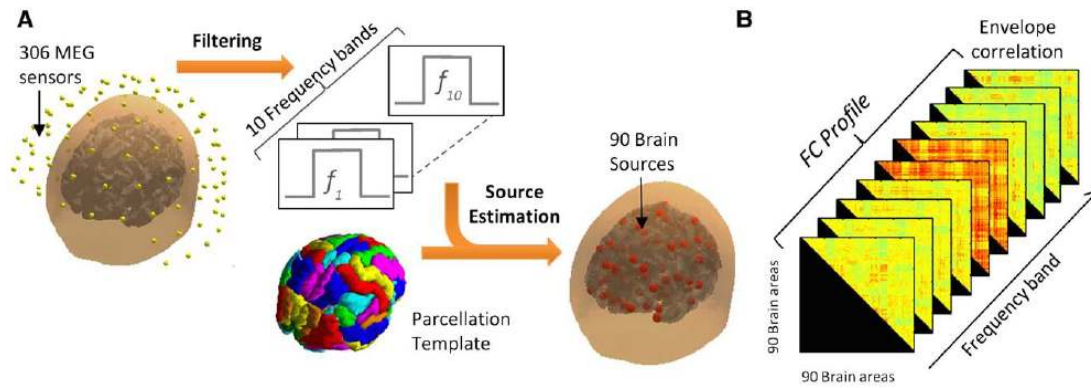 A
306 MEG
sensors
Filtering
10 Frequency bands
f10
f1
Source
Estimation
Parcellation
Template
90 Brain
Sources
B
Envelope
correlation
FC Profile
90 Brain areas
90 Brain areas
Frequency band